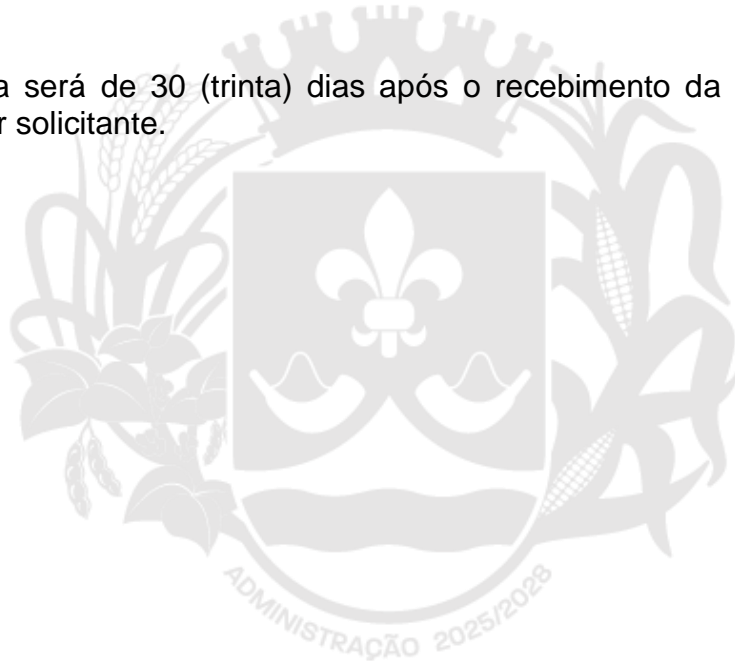 a será de 30 (trinta) dias após o recebimento da
r solicitante.
ADMINISTRAÇÃO 2025/2028